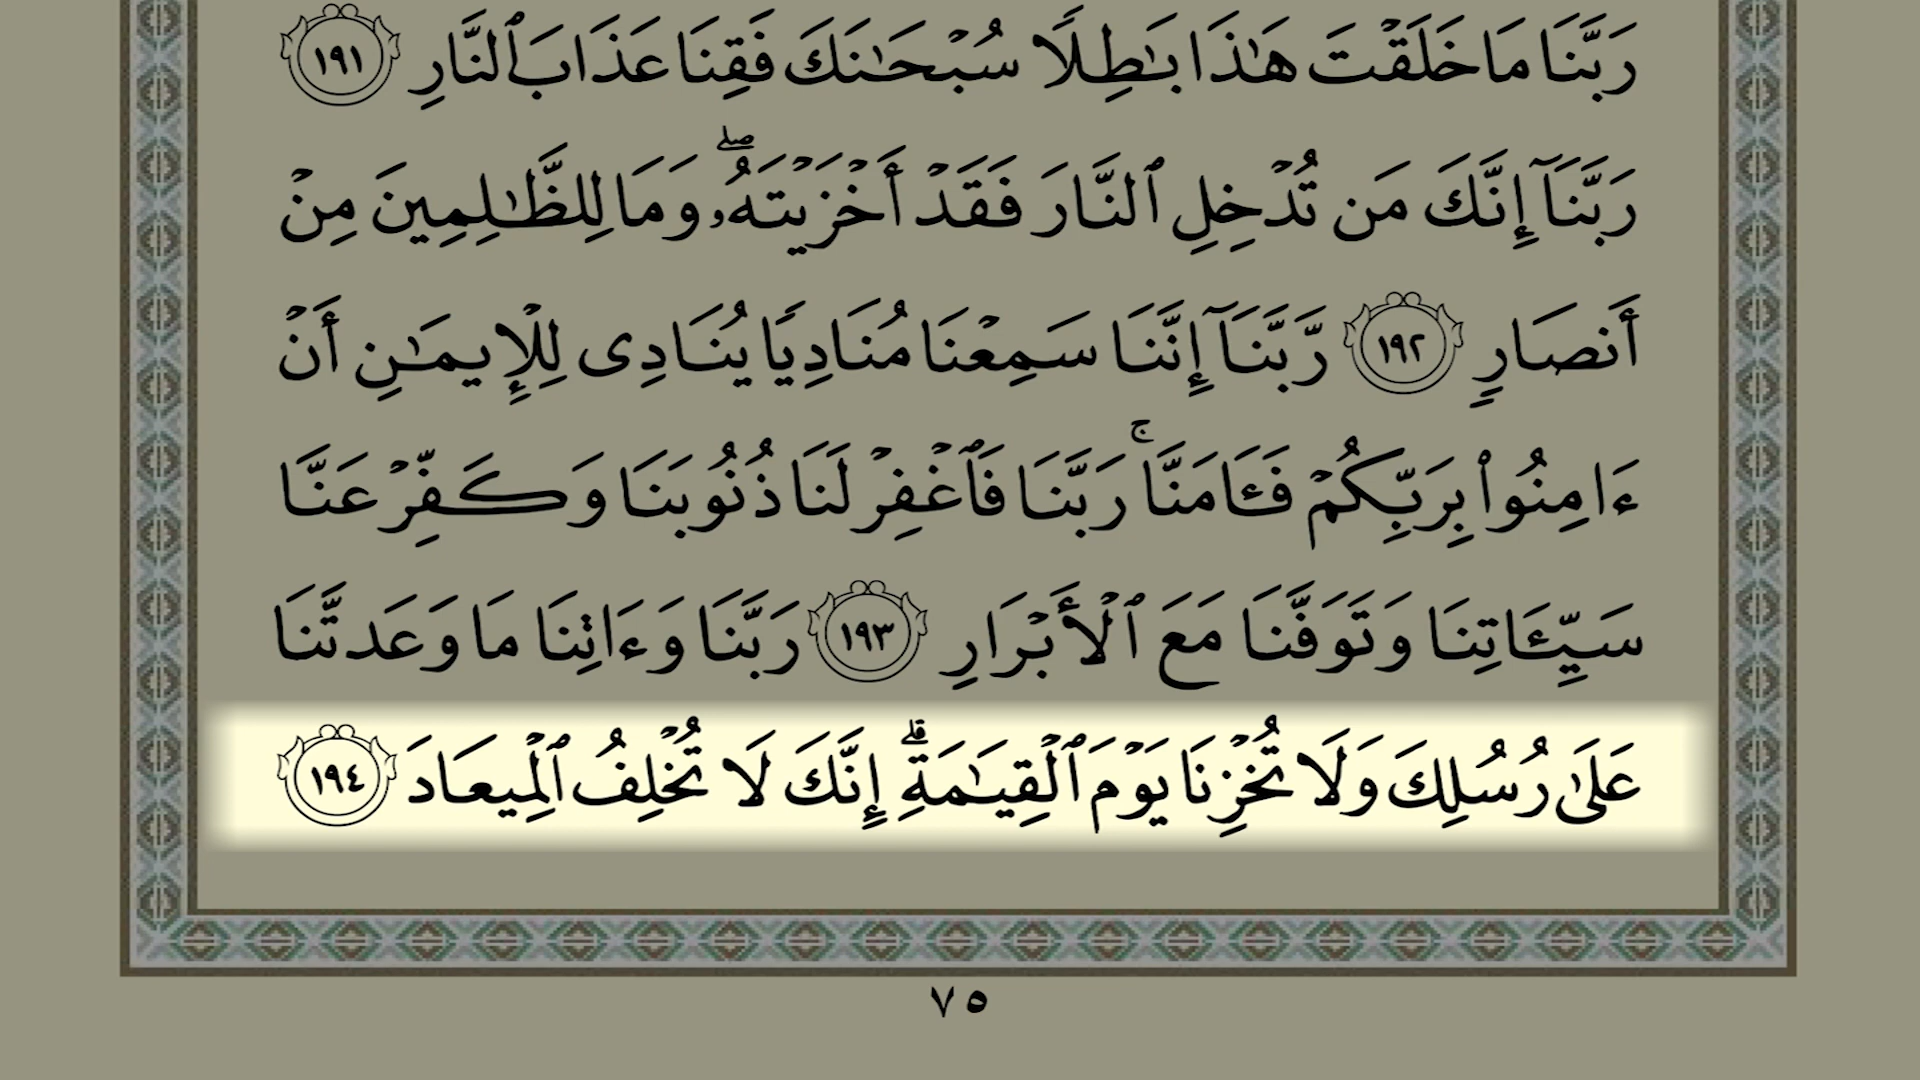 رَبَّنَا مَا خَلَقْتَ هَٰذَا بَٰطِلًا سُبْحَٰنَكَ فَقِنَا عَذَابَ ٱلنَّارِ ١٩١
رَبَّنَآ إِنَّكَ مَن تُدْخِلِ ٱلنَّارَ فَقَدْ أَخْزَيْتَهُۥ ۖ وَمَا لِلظَّٰلِمِينَ مِنْ
أَنصَارٍ ١٩٢ رَّبَّنَآ إِنَّنَا سَمِعْنَا مُنَادِيًا يُنَادِى لِلْإِيمَٰنِ أَنْ
ءَامِنُوا۟ بِرَبِّكُمْ فَـَٔامَنَّا ۚ رَبَّنَا فَٱغْفِرْ لَنَا ذُنُوبَنَا وَكَفِّرْ عَنَّا
سَيِّـَٔاتِنَا وَتَوَفَّنَا مَعَ ٱلْأَبْرَارِ ١٩٣ رَبَّنَا وَءَاتِنَا مَا وَعَدتَّنَا
عَلَىٰ رُسُلِكَ وَلَا تُخْزِنَا يَوْمَ ٱلْقِيَٰمَةِ ۗ إِنَّكَ لَا تُخْلِفُ ٱلْمِيعَادَ ١٩٤
٧٥